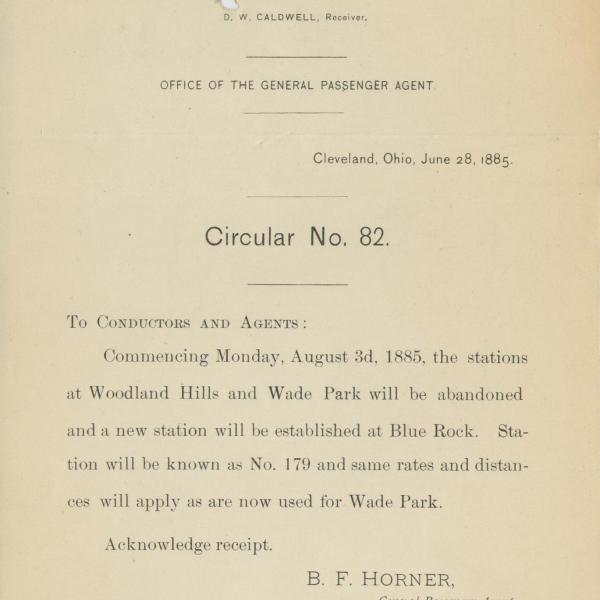 D. W. CALDWELL, Receiver.
OFFICE OF THE GENERAL PASSENGER AGENT.
Cleveland, Ohio, June 28, 1885.
Circular No. 82.
To Conductors and Agents:
Commencing Monday, August 3d, 1885, the stations
at Woodland Hills and Wade Park will be abandoned
and a new station will be established at Blue Rock. Sta-
tion will be known as No. 179 and same rates and distan-
ces will apply as are now used for Wade Park.
Acknowledge receipt.
B. F. HORNER,
General Passenger Agent.